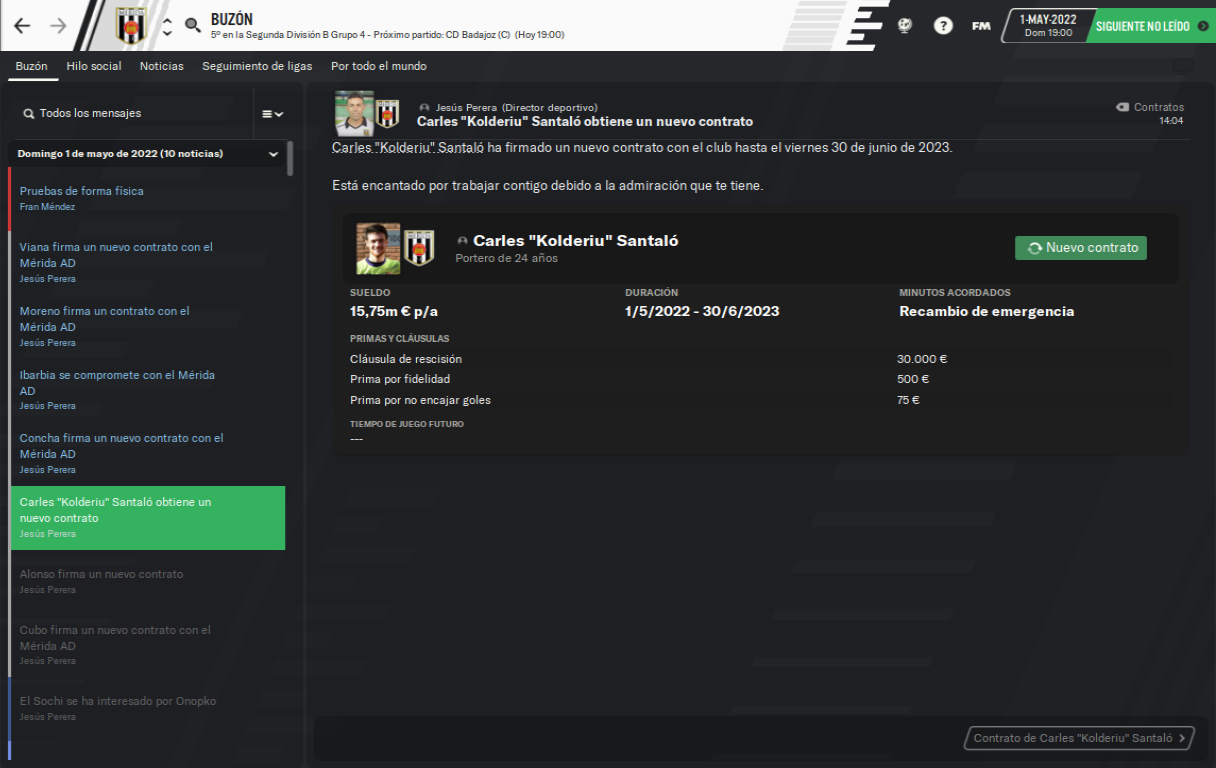 BUZÓN
5º en la Segunda División B Grupo 4 - Próximo partido: CD Badajoz (C) (Hoy 19:00)
?
FM
1-MAY-2022
Dom 19:00
SIGUIENTE NO LEÍDO
Buzón Hilo social Noticias Seguimiento de ligas Por todo el mundo
Todos los mensajes
Domingo 1 de mayo de 2022 (10 noticias)
Pruebas de forma física
Fran Méndez
Viana firma un nuevo contrato con el
Mérida AD
Jesús Perera
Moreno firma un contrato con el
Mérida AD
Jesús Perera
Ibarbia se compromete con el Mérida
AD
Jesús Perera
Concha firma un nuevo contrato con el
Mérida AD
Jesús Perera
Carles "Kolderiu" Santaló obtiene un
nuevo contrato
Jesús Perera
Alonso firma un nuevo contrato
Jesús Perera
Cubo firma un nuevo contrato con el
Mérida AD
Jesús Perera
El Sochi se ha interesado por Onopko
Jesús Perera
Jesús Perera (Director deportivo)
Carles "Kolderiu" Santaló obtiene un nuevo contrato
Contratos
14:04
Carles "Kolderiu" Santaló ha firmado un nuevo contrato con el club hasta el viernes 30 de junio de 2023.
Está encantado por trabajar contigo debido a la admiración que te tiene.
Carles "Kolderiu" Santaló
Portero de 24 años
Nuevo contrato
SUELDO DURACIÓN MINUTOS ACORDADOS
15,75m € p/a 1/5/2022 - 30/6/2023 Recambio de emergencia
PRIMAS Y CLÁUSULAS
Cláusula de rescisión 30.000 €
Prima por fidelidad 500 €
Prima por no encajar goles 75 €
TIEMPO DE JUEGO FUTURO
---
Contrato de Carles "Kolderiu" Santaló